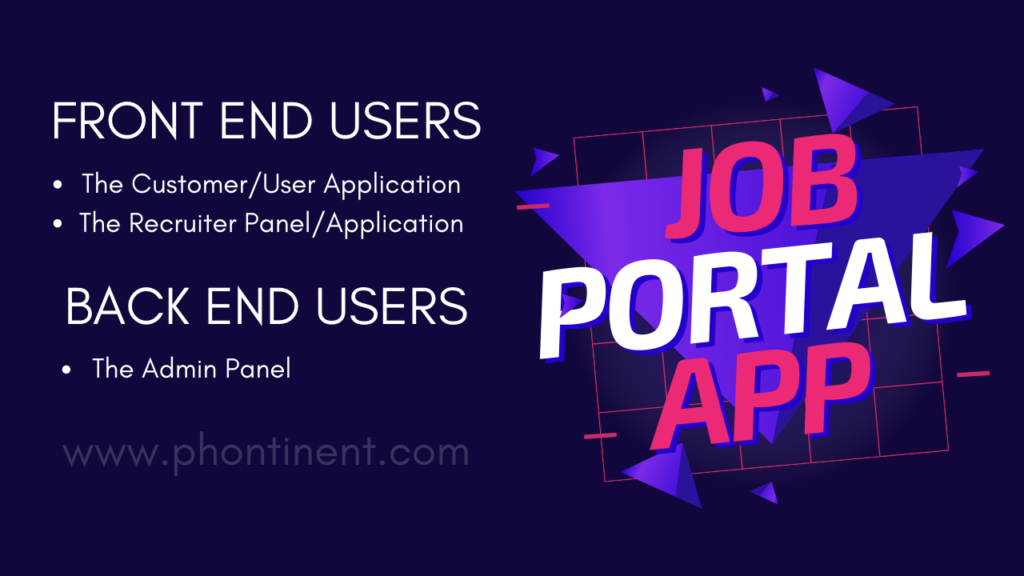 FRONT END USERS
• The Customer/User Application
• The Recruiter Panel/Application
BACK END USERS
• The Admin Panel
www.phontinent.com
JOB
PORTAL
APP